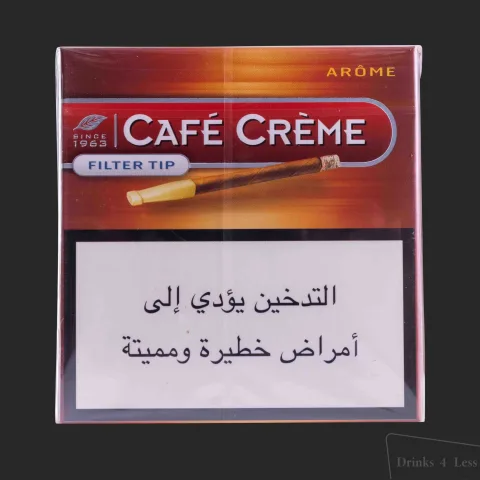 ARÔME
SINCE
1963
CAFÉ CRÈME
FILTER TIP
التدخين يؤدي إلى
أمراض خطيرة ومميتة
Drinks 4 Less